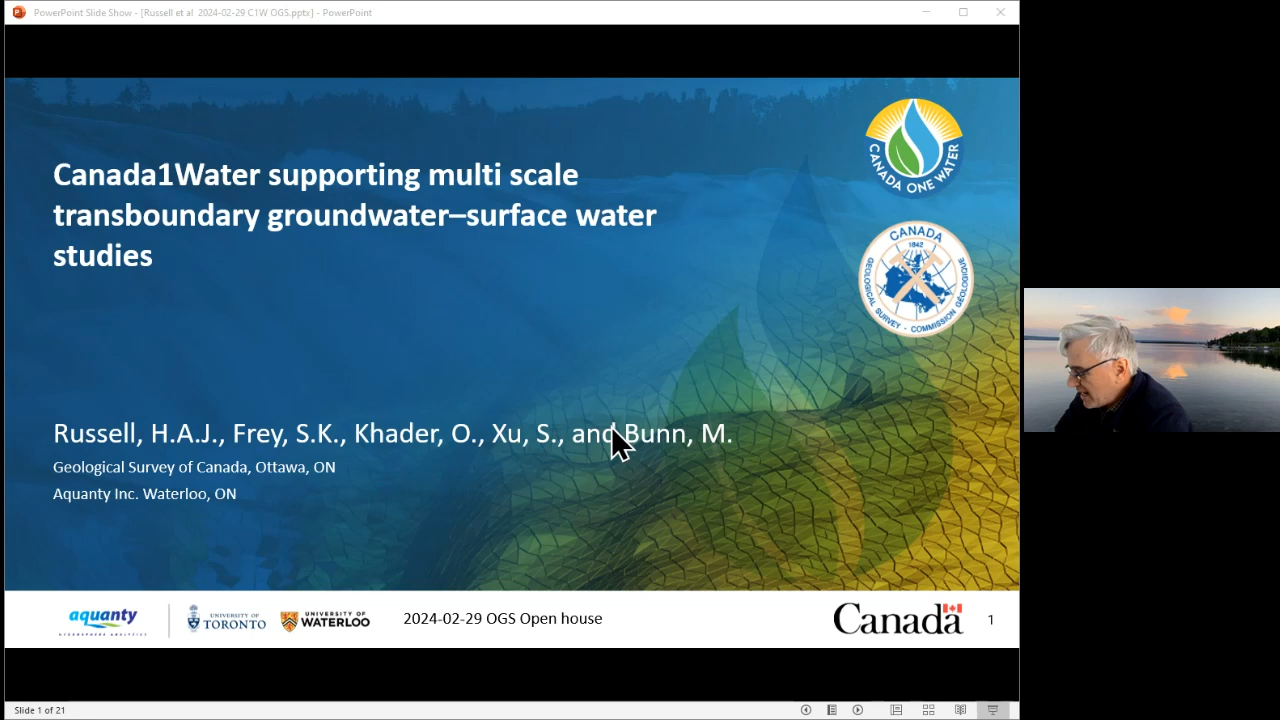 PowerPoint Slide Show - [Russell et al 2024-02-29 C1W OGS.pptx] - PowerPoint
CANADA ONE WATER
Canada1Water supporting multi scale
transboundary groundwater–surface water
studies
CANADA
1842
GEOLOGICAL SURVEY - COMMISSION GÉOLOGIQUE
Russell, H.A.J., Frey, S.K., Khader, O., Xu, S., and Bunn, M.
Geological Survey of Canada, Ottawa, ON
Aquanty Inc. Waterloo, ON
aquanty
HYDROSPHERE ANALYTICS
UNIVERSITY OF
TORONTO
UNIVERSITY OF
WATERLOO
2024-02-29 OGS Open house
Canada
1
Slide 1 of 21